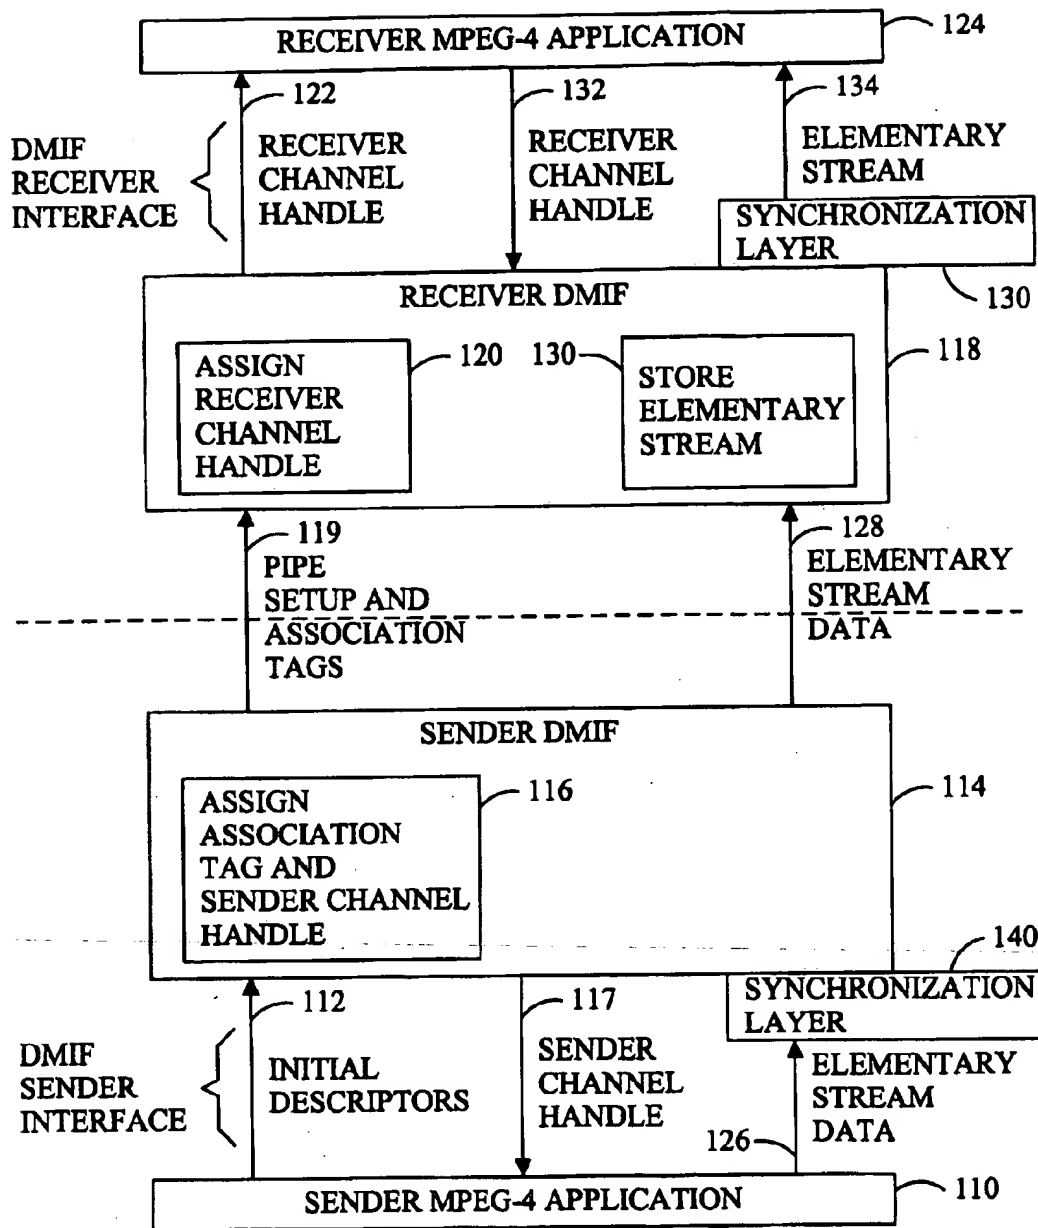 RECEIVER MPEG-4 APPLICATION
124
122
132
134
DMIF
RECEIVER
INTERFACE
RECEIVER
CHANNEL
HANDLE
RECEIVER
CHANNEL
HANDLE
ELEMENTARY
STREAM
SYNCHRONIZATION
LAYER
130
RECEIVER DMIF
118
ASSIGN
RECEIVER
CHANNEL
HANDLE
120
130
STORE
ELEMENTARY
STREAM
119
PIPE
SETUP AND
ASSOCIATION
TAGS
128
ELEMENTARY
STREAM
DATA
SENDER DMIF
114
ASSIGN
ASSOCIATION
TAG AND
SENDER CHANNEL
HANDLE
116
140
SYNCHRONIZATION
LAYER
112
117
DMIF
SENDER
INTERFACE
INITIAL
DESCRIPTORS
SENDER
CHANNEL
HANDLE
ELEMENTARY
STREAM
DATA
126
SENDER MPEG-4 APPLICATION
110